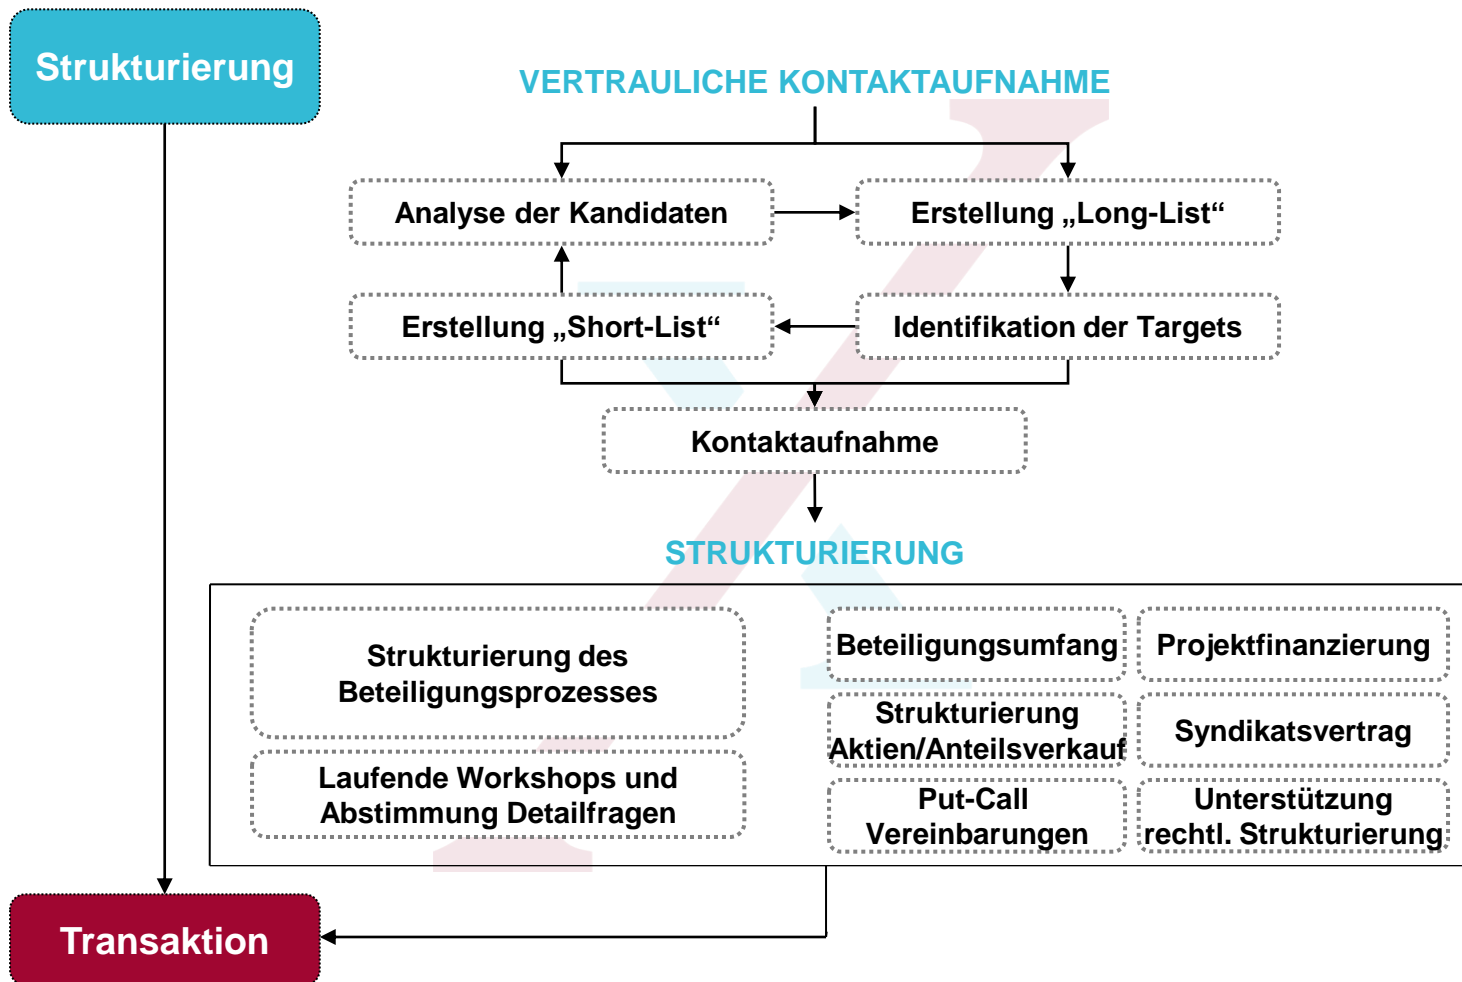 Strukturierung
VERTRAULICHE KONTAKTAUFNAHME
Analyse der Kandidaten
Erstellung „Long-List“
Erstellung „Short-List“
Identifikation der Targets
Kontaktaufnahme
STRUKTURIERUNG
Strukturierung des
Beteiligungsprozesses
Laufende Workshops und
Abstimmung Detailfragen
Beteiligungsumfang
Projektfinanzierung
Strukturierung
Aktien/Anteilsverkauf
Syndikatsvertrag
Put-Call
Vereinbarungen
Unterstützung
rechtl. Strukturierung
Transaktion